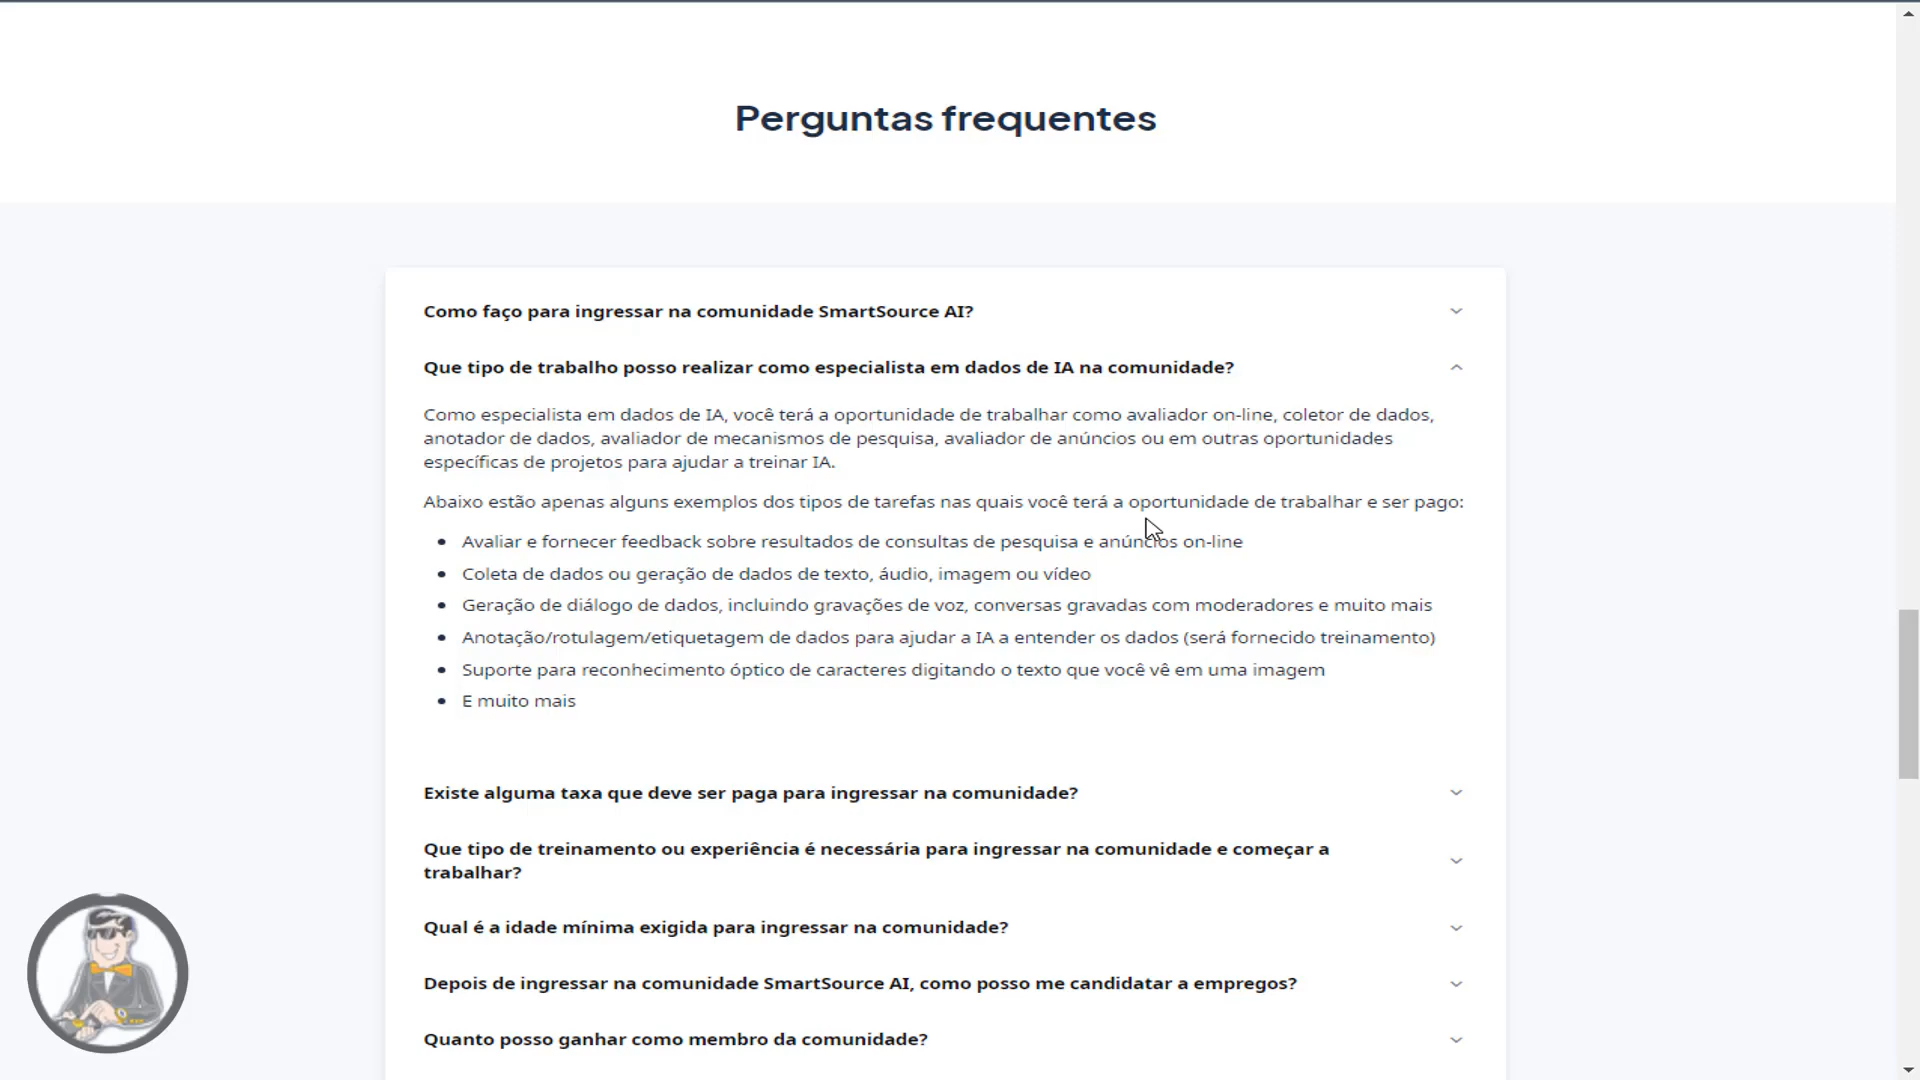 Perguntas frequentes
Como faço para ingressar na comunidade SmartSource AI?
Que tipo de trabalho posso realizar como especialista em dados de IA na comunidade?
Como especialista em dados de IA, você terá a oportunidade de trabalhar como avaliador on-line, coletor de dados,
anotador de dados, avaliador de mecanismos de pesquisa, avaliador de anúncios ou em outras oportunidades
específicas de projetos para ajudar a treinar IA.
Abaixo estão apenas alguns exemplos dos tipos de tarefas nas quais você terá a oportunidade de trabalhar e ser pago:
Avaliar e fornecer feedback sobre resultados de consultas de pesquisa e anúncios on-line
Coleta de dados ou geração de dados de texto, áudio, imagem ou vídeo
Geração de diálogo de dados, incluindo gravações de voz, conversas gravadas com moderadores e muito mais
Anotação/rotulagem/etiquetagem de dados para ajudar a IA a entender os dados (será fornecido treinamento)
Suporte para reconhecimento óptico de caracteres digitando o texto que você vê em uma imagem
E muito mais
Existe alguma taxa que deve ser paga para ingressar na comunidade?
Que tipo de treinamento ou experiência é necessária para ingressar na comunidade e começar a
trabalhar?
Qual é a idade mínima exigida para ingressar na comunidade?
Depois de ingressar na comunidade SmartSource AI, como posso me candidatar a empregos?
Quanto posso ganhar como membro da comunidade?